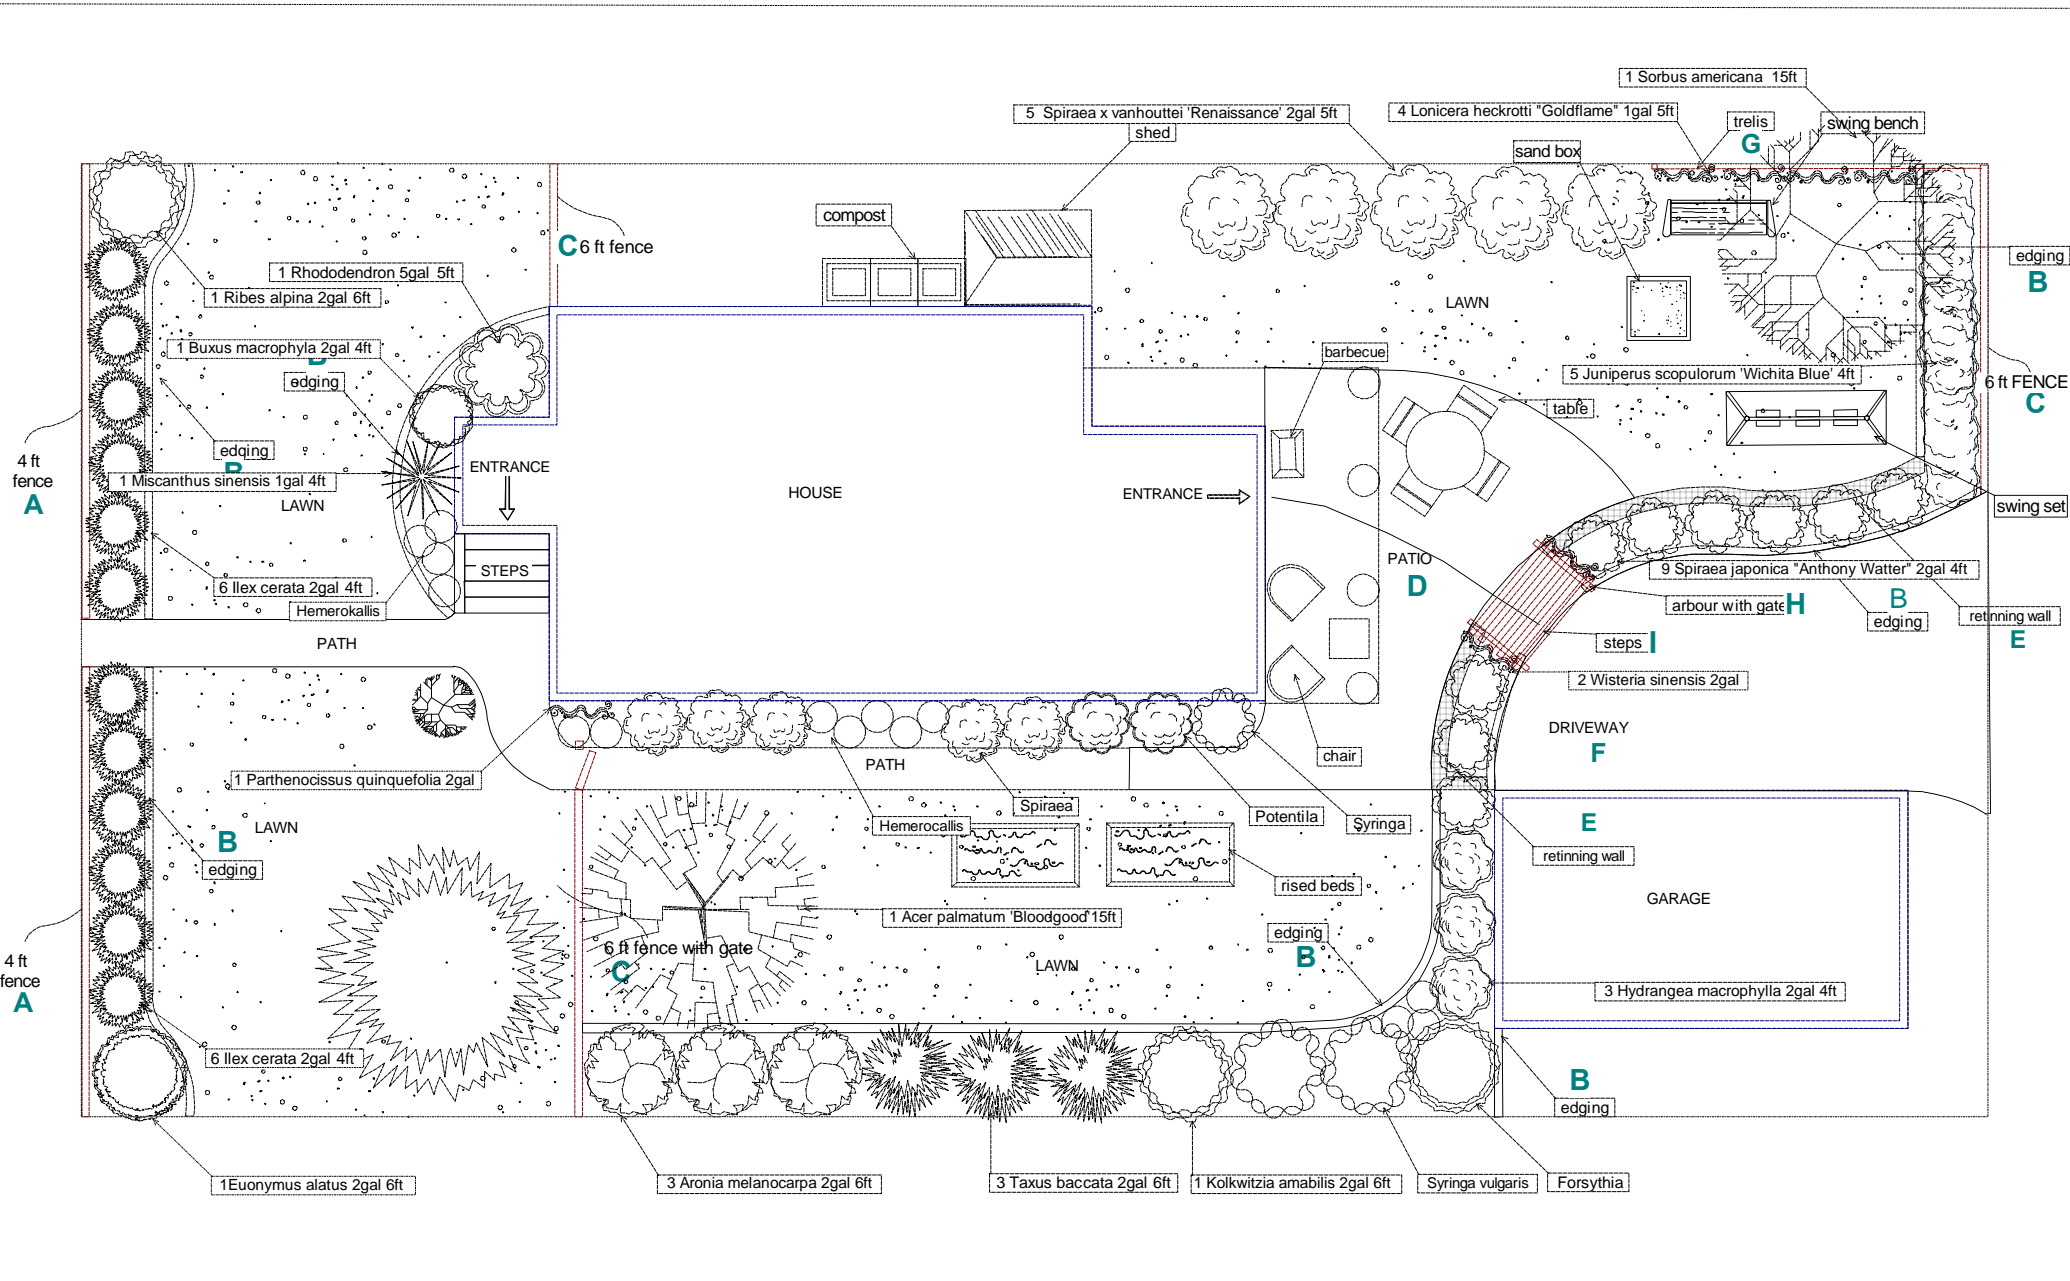 1 Sorbus americana 15ft
5 Spiraea x vanhouttei 'Renaissance' 2gal 5ft
4 Lonicera heckrotti "Goldflame" 1gal 5ft
trelis
swing bench
shed
G
sand box
compost
C 6 ft fence
edging
B
1 Rhododendron 5gal 5ft
1 Ribes alpina 2gal 6ft
LAWN
1 Buxus macrophyla 2gal 4ft
barbecue
edging
5 Juniperus scopulorum 'Wichita Blue' 4ft
6 ft FENCE
C
table
edging
B
4 ft
fence
A
ENTRANCE
1 Miscanthus sinensis 1gal 4ft
LAWN
HOUSE
ENTRANCE
swing set
PATIO
D
STEPS
9 Spiraea japonica "Anthony Watter" 2gal 4ft
6 Ilex cerata 2gal 4ft
Hemerokallis
arbour with gate H
B
edging
retinning wall
E
PATH
steps I
2 Wisteria sinensis 2gal
DRIVEWAY
F
chair
PATH
1 Parthenocissus quinquefolia 2gal
Spiraea
Potentila
Syringa
Hemerocallis
E
LAWN
B
edging
retinning wall
rised beds
GARAGE
1 Acer palmatum 'Bloodgood'15ft
edging
B
6 ft fence with gate
C
LAWN
4 ft
fence
A
3 Hydrangea macrophylla 2gal 4ft
6 Ilex cerata 2gal 4ft
B
edging
1Euonymus alatus 2gal 6ft
3 Aronia melanocarpa 2gal 6ft
3 Taxus baccata 2gal 6ft
1 Kolkwitzia amabilis 2gal 6ft
Syringa vulgaris
Forsythia